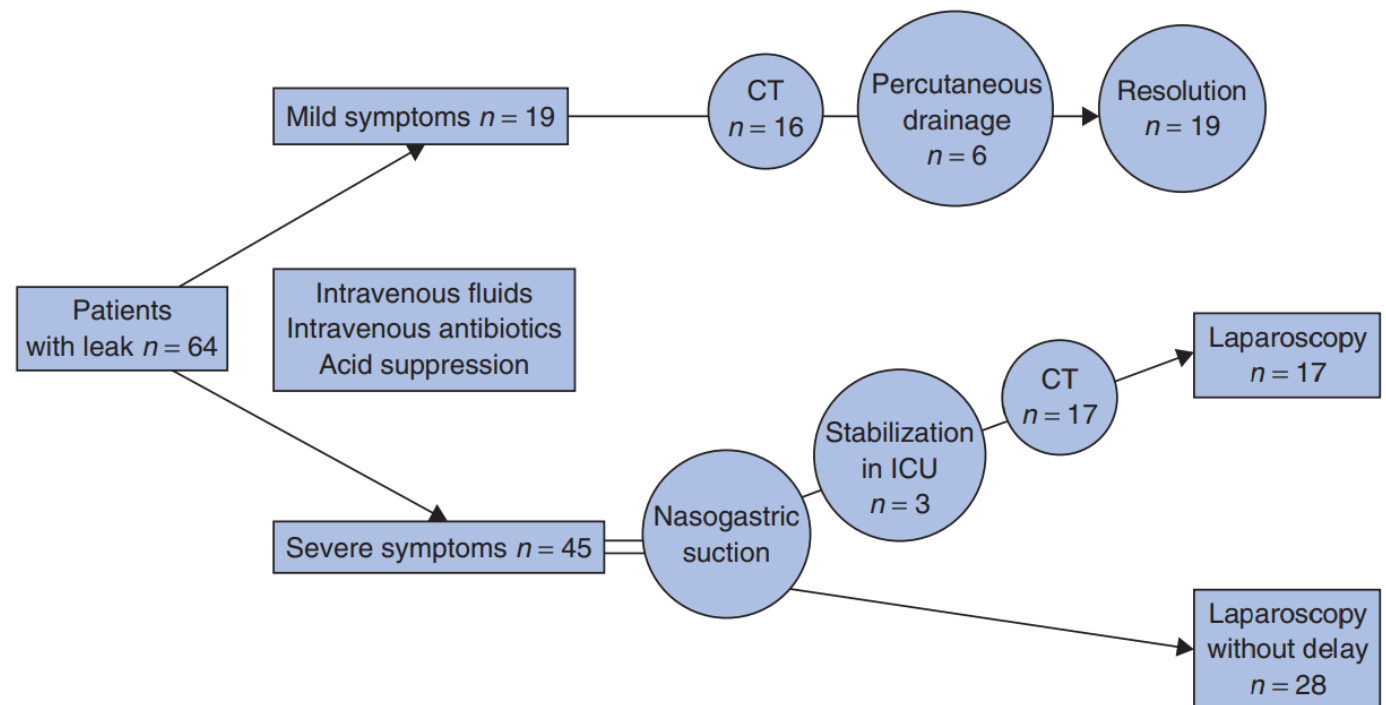 Mild symptoms n = 19
CT
n = 16
Percutaneous
drainage
n = 6
Resolution
n = 19
Patients
with leak n = 64
Intravenous fluids
Intravenous antibiotics
Acid suppression
Severe symptoms n = 45
Nasogastric
suction
Stabilization
in ICU
n = 3
CT
n = 17
Laparoscopy
n = 17
Laparoscopy
without delay
n = 28